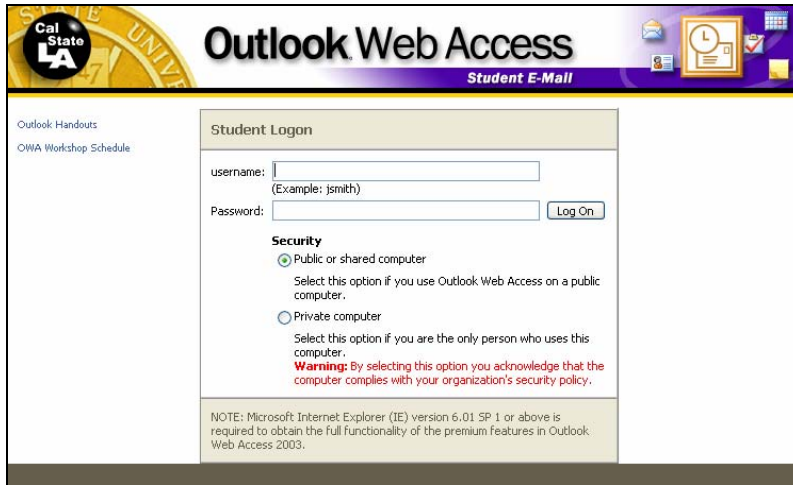 STATE UNIVE
Cal
State
LA
1947
Outlook Web Access
Student E-Mail
Outlook Handouts
OWA Workshop Schedule
Student Logon
username:
(Example: jsmith)
Password:
Log On
Security
Public or shared computer
Select this option if you use Outlook Web Access on a public
computer.
Private computer
Select this option if you are the only person who uses this
computer.
Warning: By selecting this option you acknowledge that the
computer complies with your organization's security policy.
NOTE: Microsoft Internet Explorer (IE) version 6.01 SP 1 or above is
required to obtain the full functionality of the premium features in Outlook
Web Access 2003.